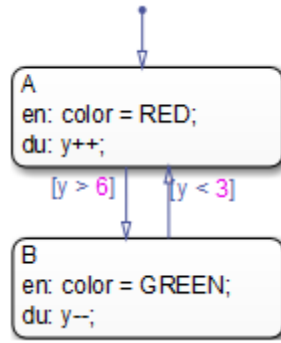 A
en: color = RED;
du: y++;
[y > 6] [y < 3]
B
en: color = GREEN;
du: y--;